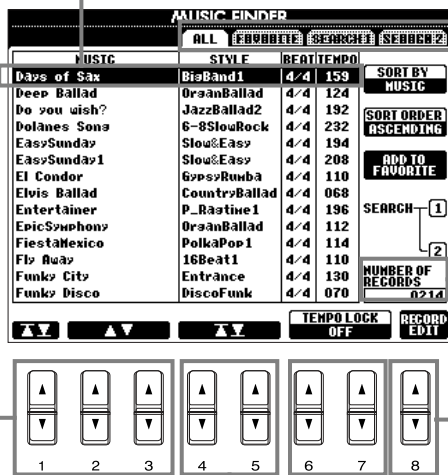 MUSIC FINDER
ALL FAVORITE SEARCH 1 SEARCH 2
MUSIC STYLE BEAT TEMPO
Days of Sax BigBand1 4/4 159
Deep Ballad OrganBallad 4/4 124
Do you wish? JazzBallad2 4/4 192
Dolanes Song 6-8SlowRock 4/4 232
EasySunday Slow&Easy 4/4 194
EasySunday1 Slow&Easy 4/4 208
El Condor GypsyRumba 4/4 110
Elvis Ballad CountryBallad 4/4 068
Entertainer P_Ragtime1 4/4 196
EpicSymphony OrganBallad 4/4 112
FiestaMexico PolkaPop1 4/4 114
Fly Away 16Beat1 4/4 110
Funky City Entrance 4/4 130
Funky Disco DiscoFunk 4/4 070
SORT BY
MUSIC
SORT ORDER
ASCENDING
ADD TO
FAVORITE
SEARCH 1
2
NUMBER OF
RECORDS
0214
TEMPO LOCK
OFF
RECORD
EDIT
1 2 3 4 5 6 7 8